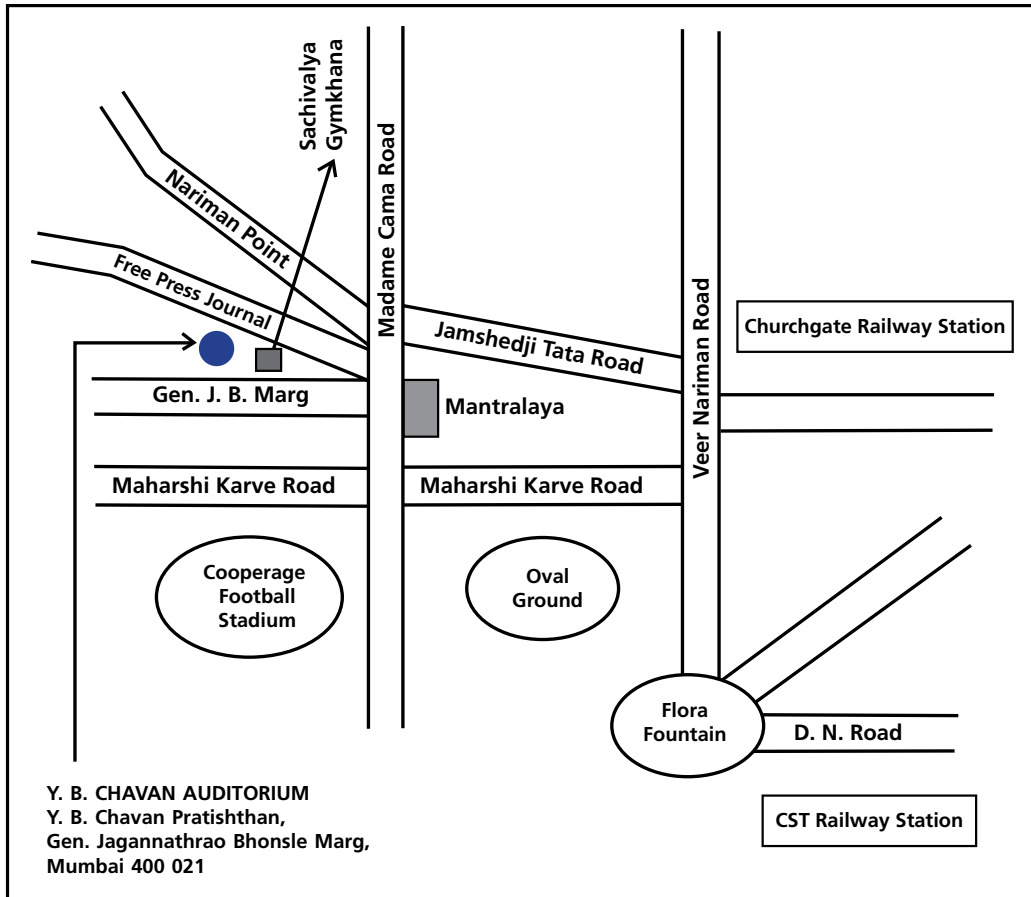 Sachivalya
Gymkhana
Madame Cama Road
Nariman Point
Free Press Journal
Jamshedji Tata Road
Veer Nariman Road
Churchgate Railway Station
Gen. J. B. Marg
Mantralaya
Maharshi Karve Road
Maharshi Karve Road
Cooperage
Football
Stadium
Oval
Ground
Flora
Fountain
D. N. Road
Y. B. CHAVAN AUDITORIUM
Y. B. Chavan Pratishthan,
Gen. Jagannathrao Bhonsle Marg,
Mumbai 400 021
CST Railway Station